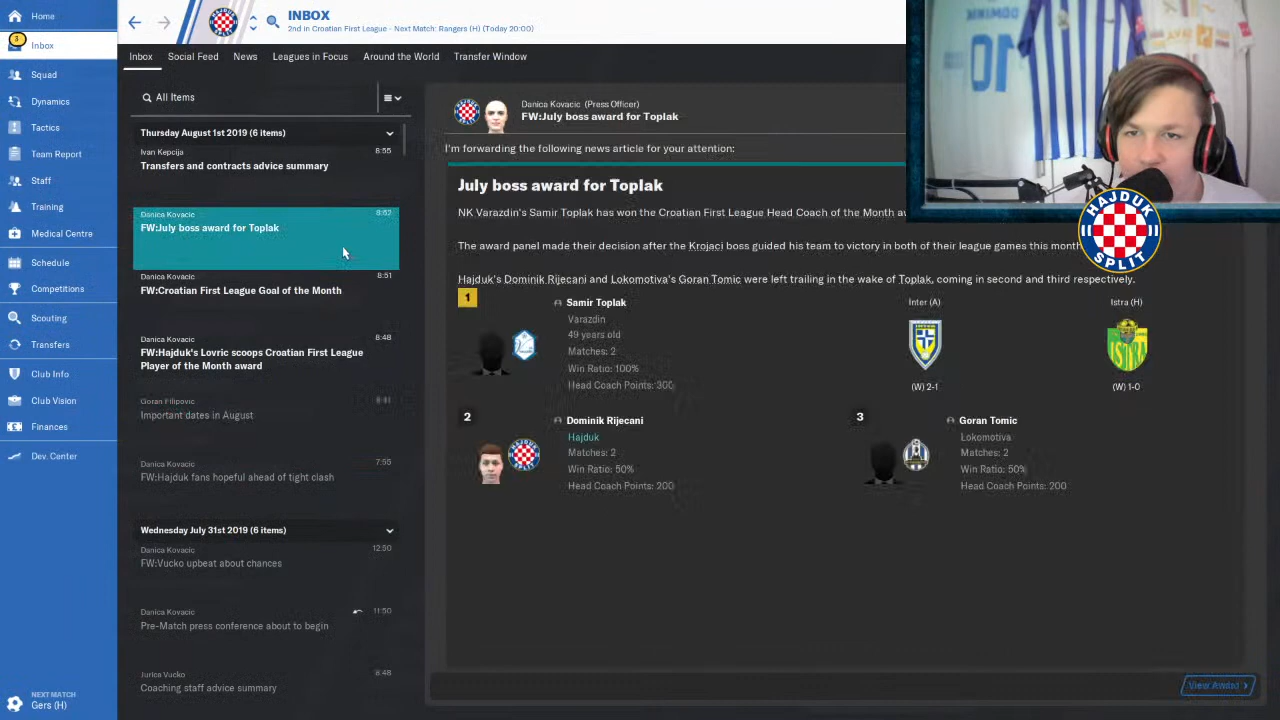 Home
3
Inbox
Squad
Dynamics
Tactics
Team Report
Staff
Training
Medical Centre
Schedule
Competitions
Scouting
Transfers
Club Info
Club Vision
Finances
Dev. Center
NEXT MATCH
Gers (H)
INBOX
2nd in Croatian First League - Next Match: Rangers (H) (Today 20:00)
Inbox Social Feed News Leagues in Focus Around the World Transfer Window
All Items
Thursday August 1st 2019 (6 items)
Ivan Kepcija 8:55
Transfers and contracts advice summary
Danica Kovacic 8:52
FW:July boss award for Toplak
Danica Kovacic 8:51
FW:Croatian First League Goal of the Month
Danica Kovacic 8:48
FW:Hajduk's Lovric scoops Croatian First League
Player of the Month award
Goran Filipovic
Important dates in August
Danica Kovacic 7:55
FW:Hajduk fans hopeful ahead of tight clash
Wednesday July 31st 2019 (6 items)
Danica Kovacic 12:50
FW:Vucko upbeat about chances
Danica Kovacic 11:50
Pre-Match press conference about to begin
Jurica Vucko 8:48
Coaching staff advice summary
Danica Kovacic (Press Officer)
FW:July boss award for Toplak
I'm forwarding the following news article for your attention:
July boss award for Toplak
NK Varazdin's Samir Toplak has won the Croatian First League Head Coach of the Month
The award panel made their decision after the Krojaci boss guided his team to victory in both of their league games this month
Hajduk's Dominik Rijecani and Lokomotiva's Goran Tomic were left trailing in the wake of Toplak, coming in second and third respectively.
1
Samir Toplak
Varazdin
49 years old
Matches: 2
Win Ratio: 100%
Head Coach Points: 300
Inter (A)
INTER
(W) 2-1
Istra (H)
ISTRA
(W) 1-0
2
Dominik Rijecani
Hajduk
Matches: 2
Win Ratio: 50%
Head Coach Points: 200
3
Goran Tomic
Lokomotiva
Matches: 2
Win Ratio: 50%
Head Coach Points: 200
View Award
DOMINIK
10
HAJDUK
SPLIT